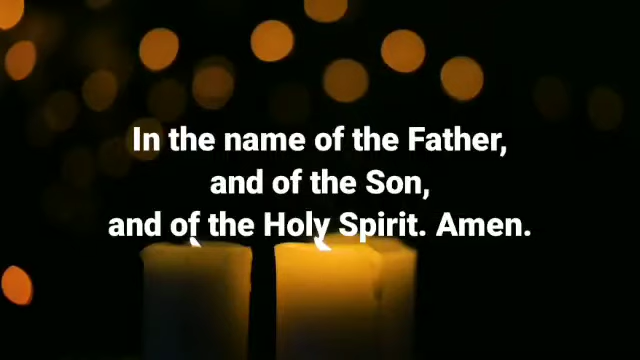 In the name of the Father,
and of the Son,
and of the Holy Spirit. Amen.